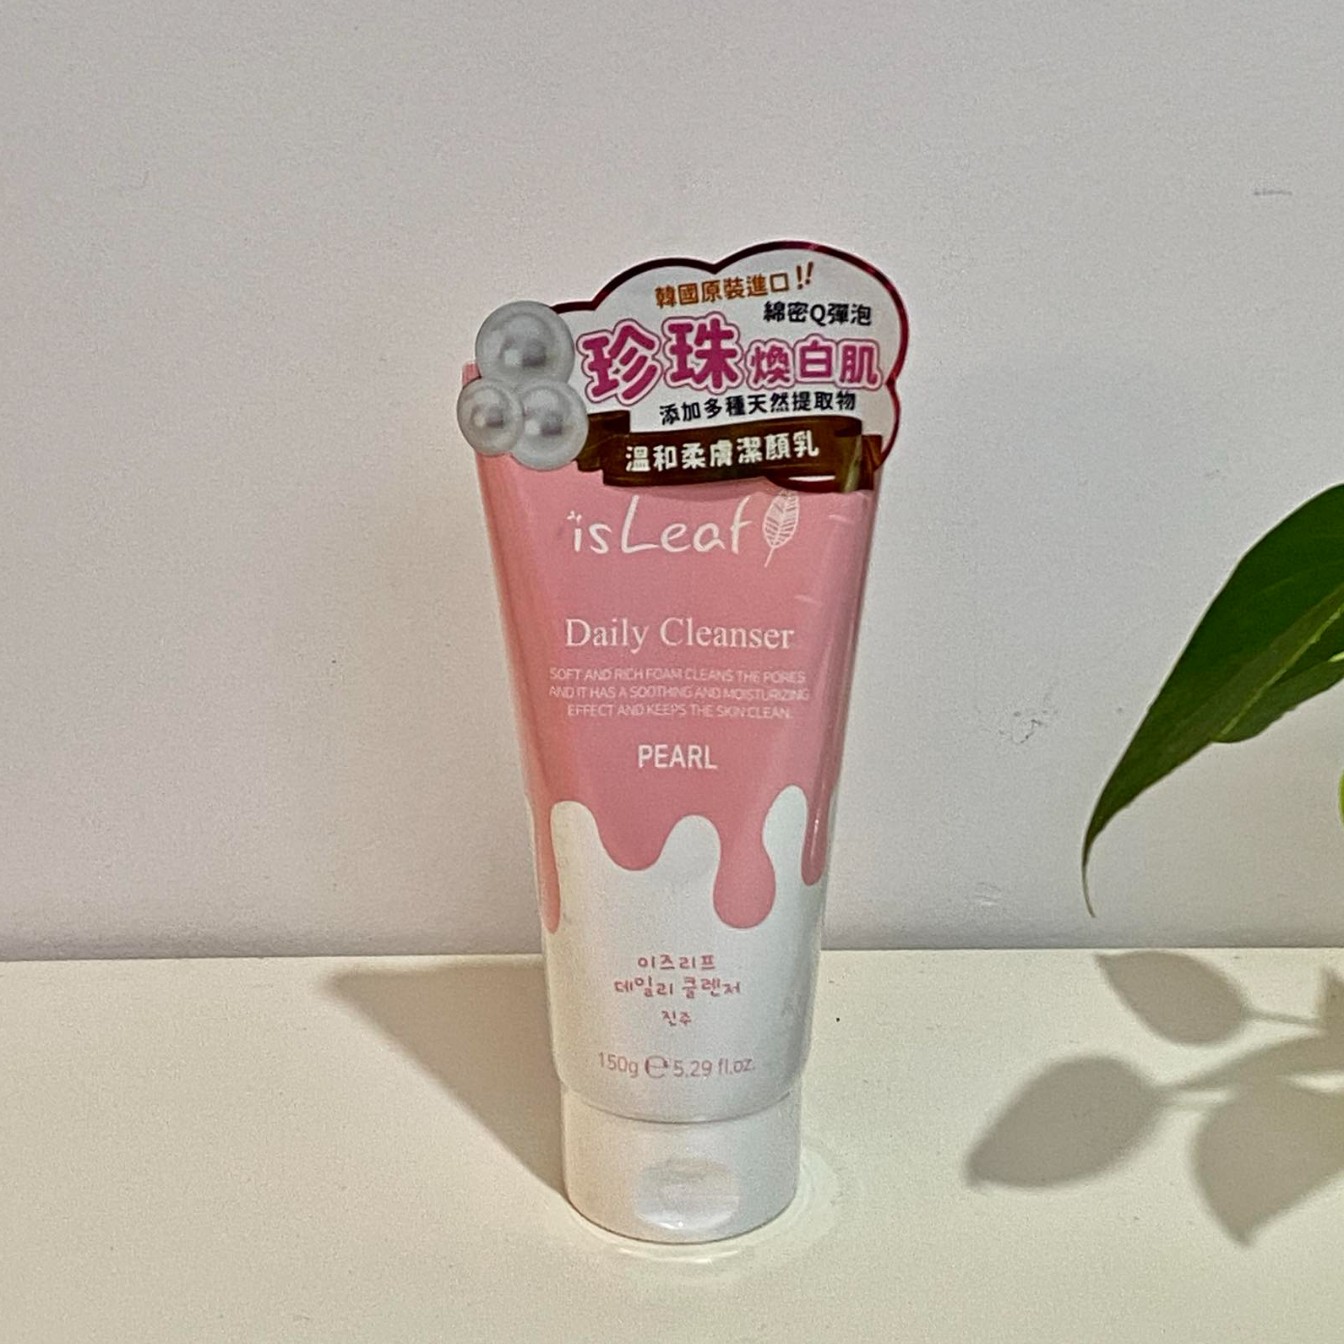 韓國原裝進口!!
綿密Q彈泡
珍珠煥白肌
添加多種天然提取物
溫和柔膚潔顏乳
isLeaf
Daily Cleanser
SOFT AND RICH FOAM CLEANS THE PORES
AND IT HAS A SOOTHING AND MOISTURIZING
EFFECT AND KEEPS THE SKIN CLEAN.
PEARL
이즈리프
데일리 클렌저
진주
150g ℮ 5.29 fl.oz.